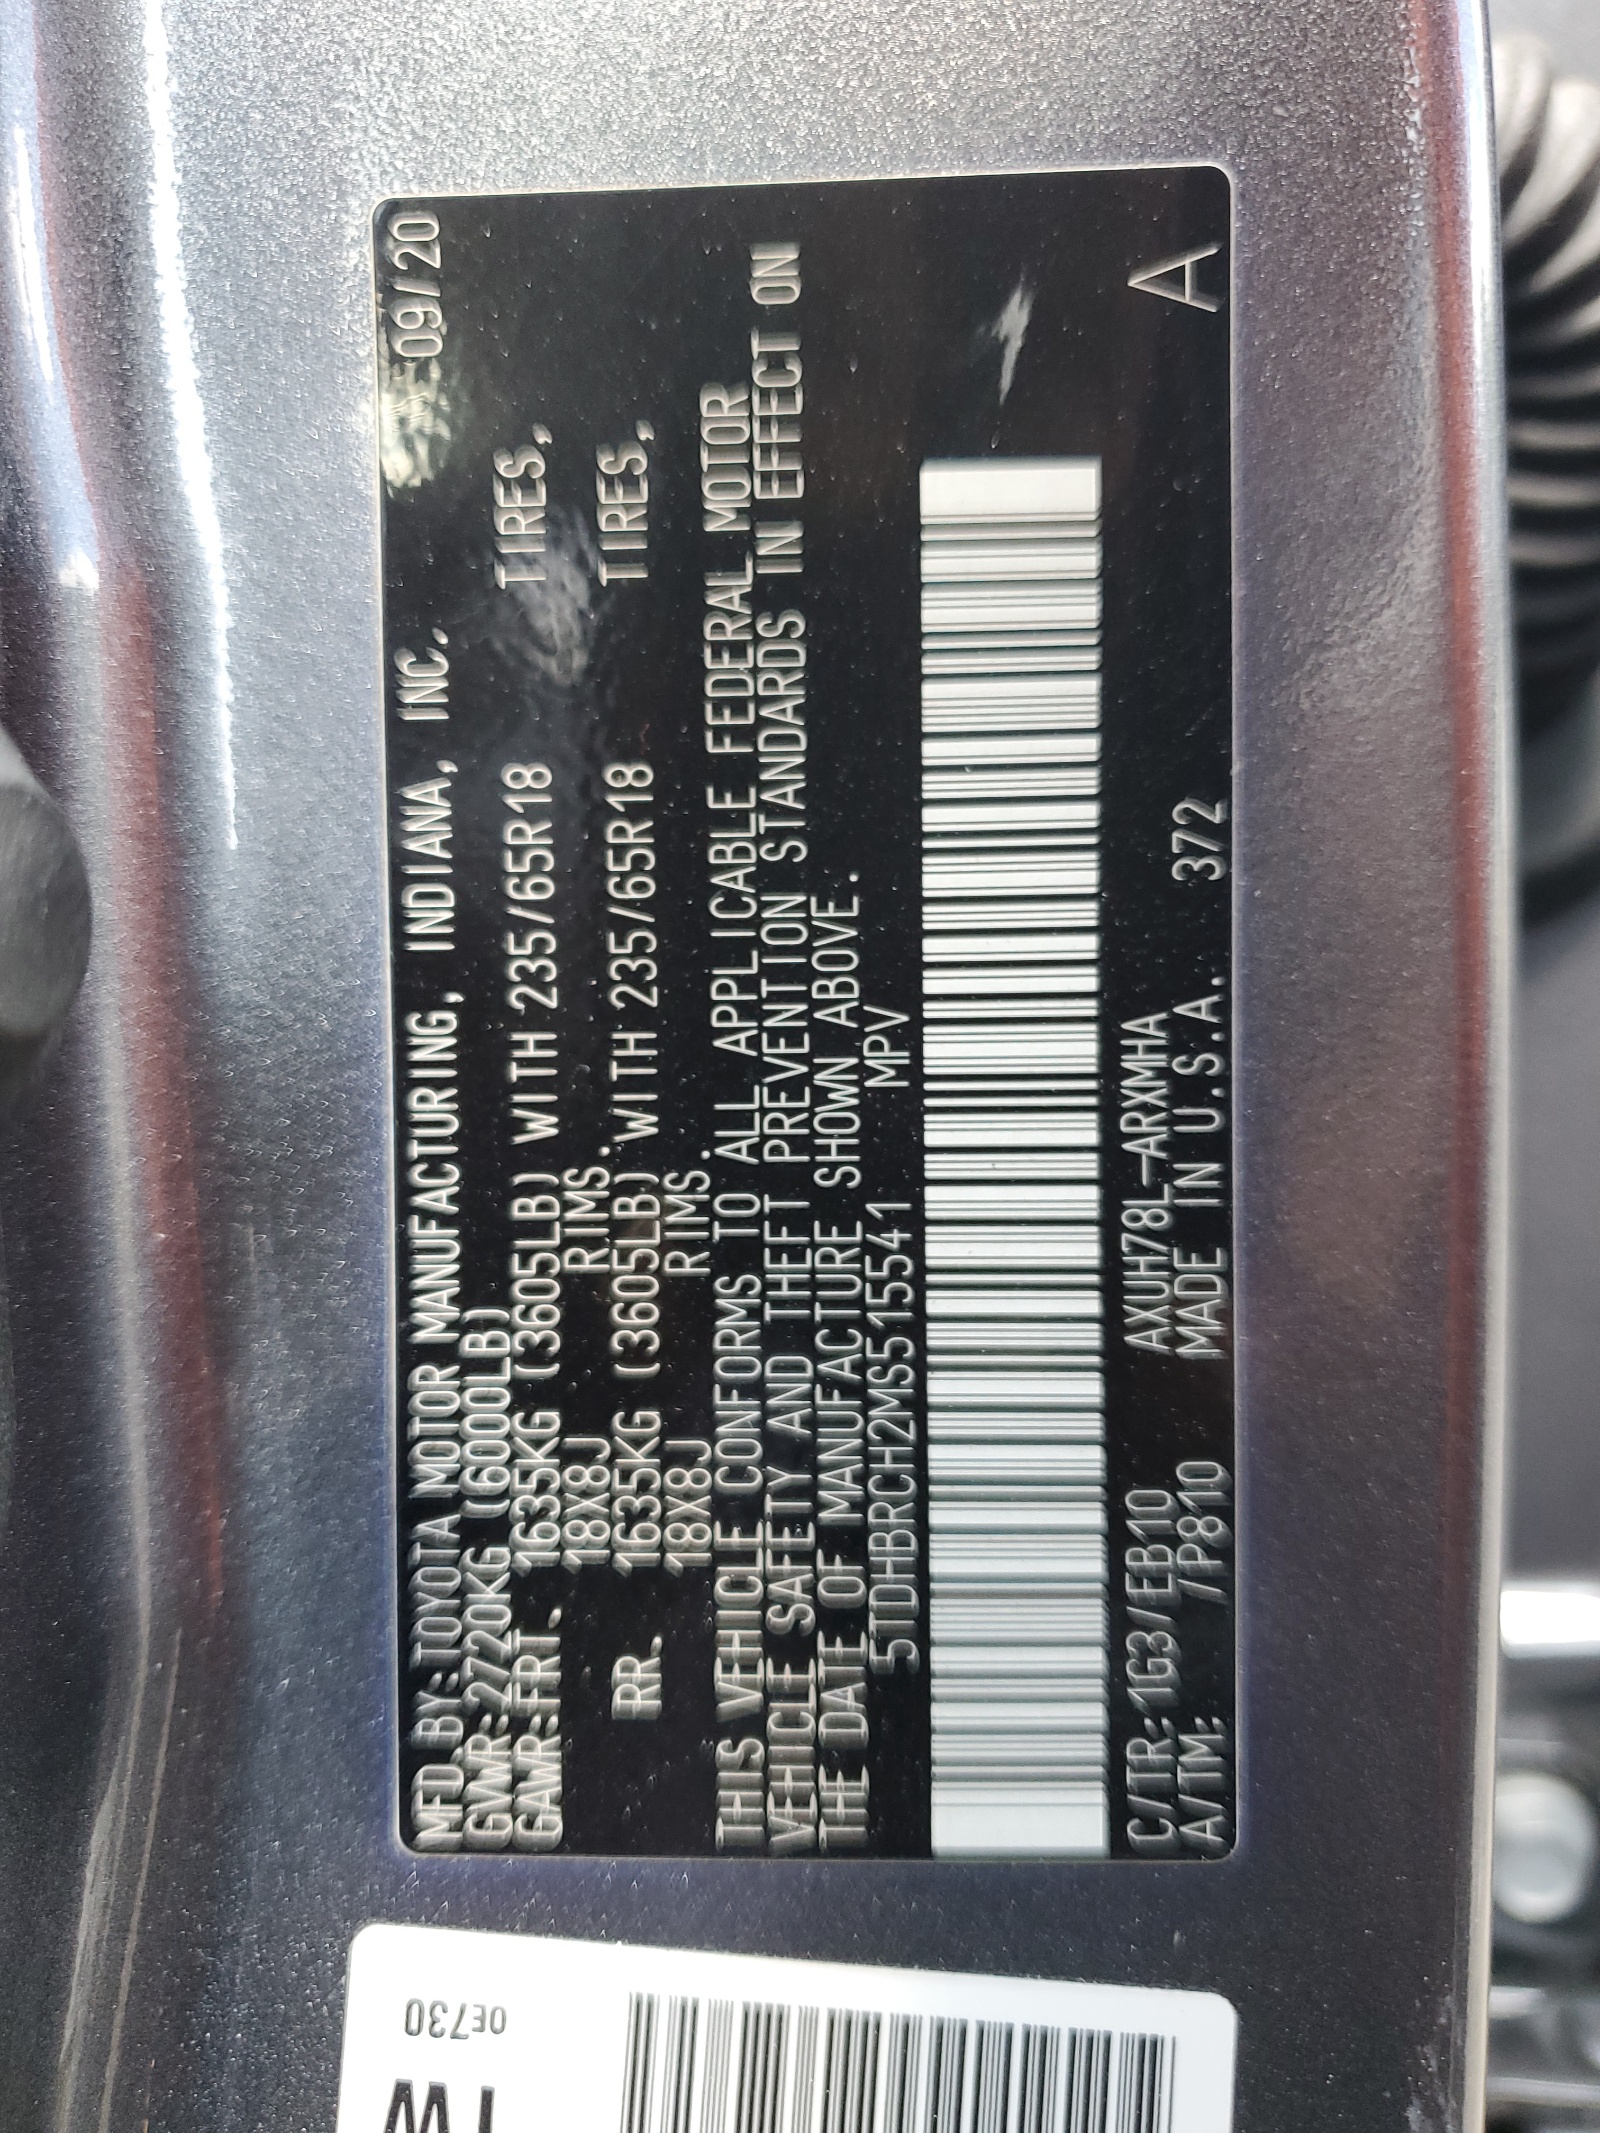 MFD.BY:TOYOTA MOTOR MANUFACTURING, INDIANA, INC. 09/20
GVWR:2720KG (6000LB)
GAWR:FRT. 1635KG (3605LB) WITH 235/65R18 TIRES,
18X8J RIMS.
RR. 1635KG (3605LB) WITH 235/65R18 TIRES,
18X8J RIMS.
THIS VEHICLE CONFORMS TO ALL APPLICABLE FEDERAL MOTOR
VEHICLE SAFETY AND THEFT PREVENTION STANDARDS IN EFFECT ON
THE DATE OF MANUFACTURE SHOWN ABOVE.
5TDHBRCH2MS515541 MPV
C/TR:1G3/EB10 AXUH78L-ARXMHA
A/TM: /P810 MADE IN U.S.A. 372 A
0E730